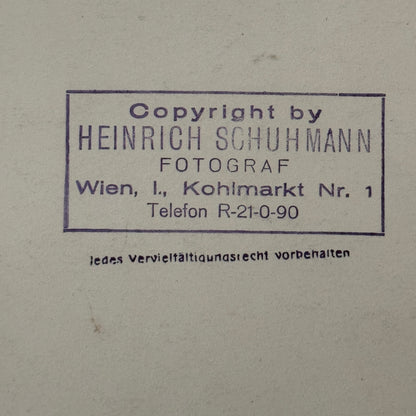 Copyright by
HEINRICH SCHUHMANN
FOTOGRAF
Wien, I., Kohlmarkt Nr. 1
Telefon R-21-0-90
Jedes Vervielfältigungsrecht vorbehalten